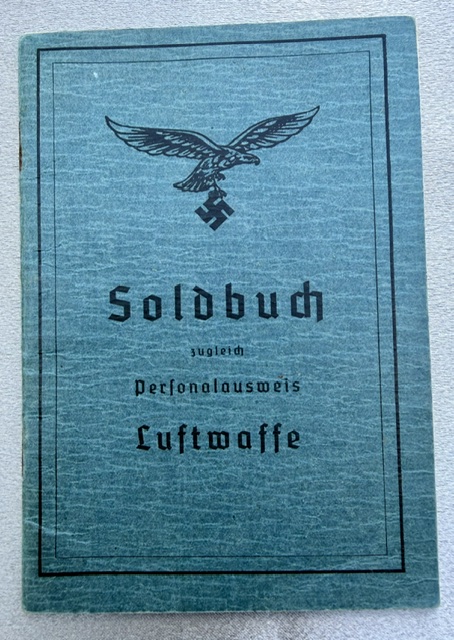 Soldbuch
zugleich
Personalausweis
Luftwaffe